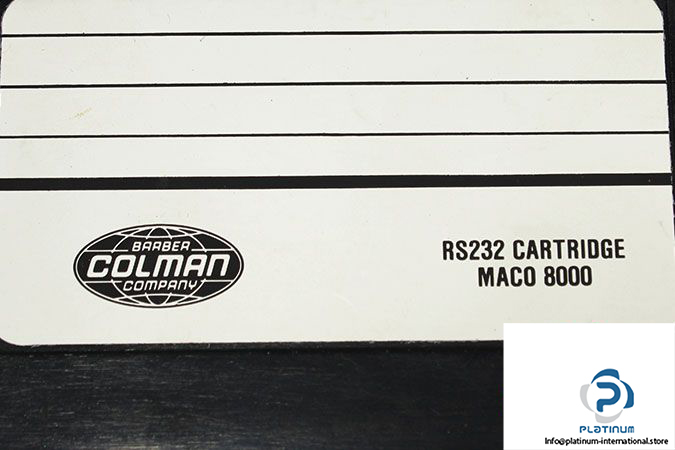 BARBER
COLMAN
COMPANY
RS232 CARTRIDGE
MACO 8000
PLATINUM
Info@platinum-international.store